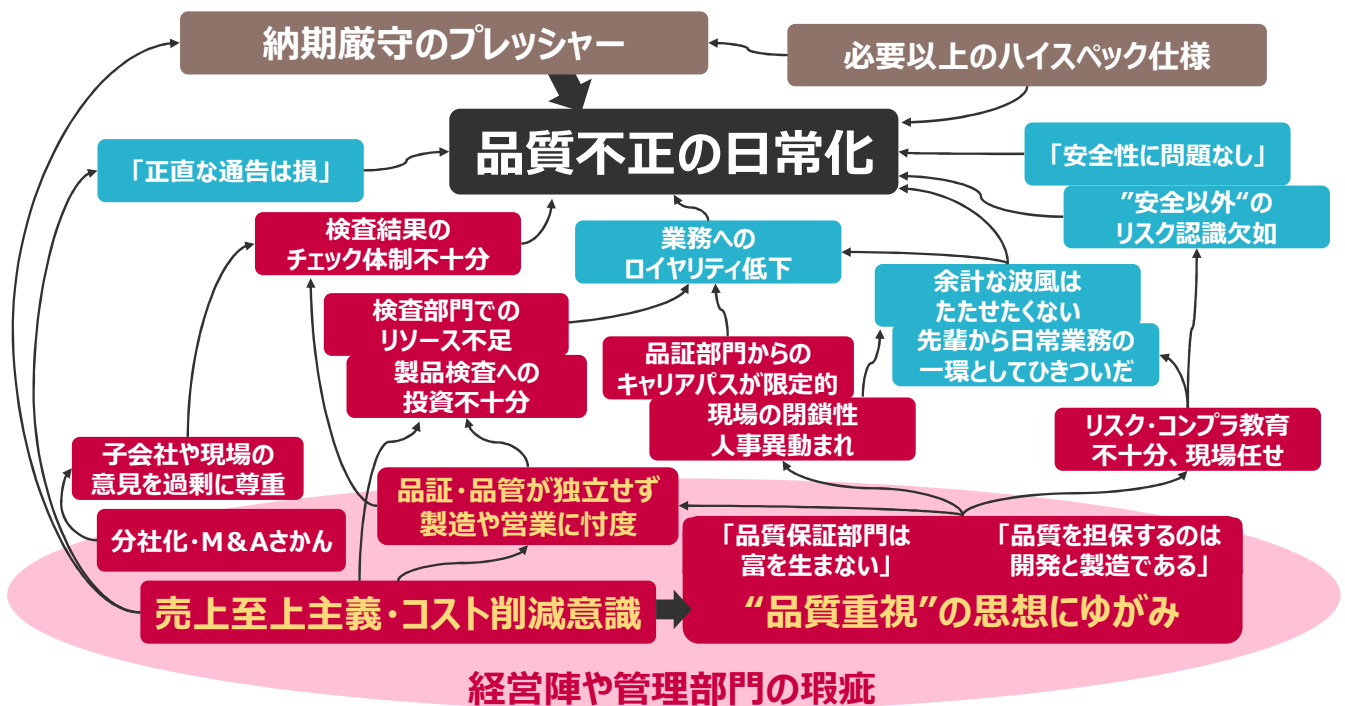 納期厳守のプレッシャー
必要以上のハイスペック仕様
品質不正の日常化
「正直な通告は損」
「安全性に問題なし」
”安全以外“の
リスク認識欠如
検査結果の
チェック体制不十分
業務への
ロイヤリティ低下
余計な波風は
たたせたくない
先輩から日常業務の
一環としてひきついだ
検査部門での
リソース不足
製品検査への
投資不十分
品証部門からの
キャリアパスが限定的
現場の閉鎖性
人事異動まれ
リスク・コンプラ教育
不十分、現場任せ
子会社や現場の
意見を過剰に尊重
品証・品管が独立せず
製造や営業に忖度
分社化・M&Aさかん
「品質保証部門は
富を生まない」
「品質を担保するのは
開発と製造である」
売上至上主義・コスト削減意識
“品質重視”の思想にゆがみ
経営陣や管理部門の瑕疵